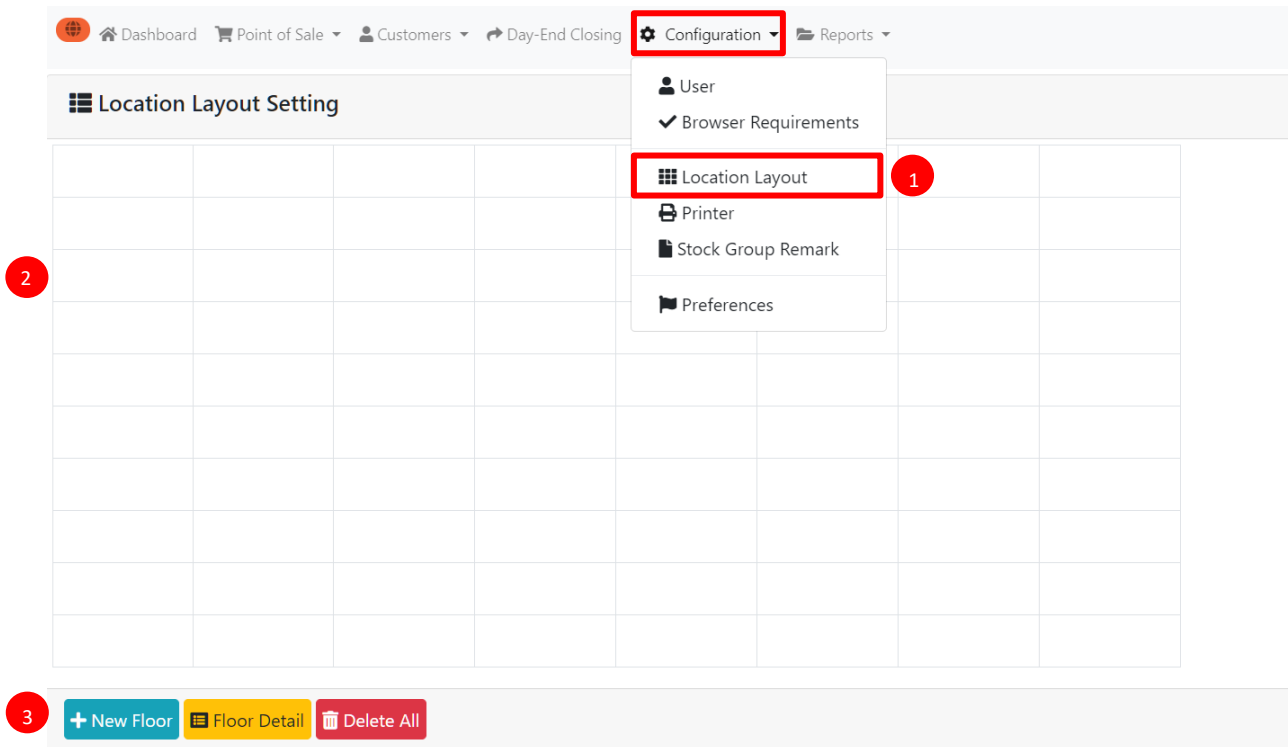 Dashboard Point of Sale Customers Day-End Closing Configuration Reports
Location Layout Setting
User
Browser Requirements
Location Layout
1
Printer
Stock Group Remark
2
Preferences
3
New Floor Floor Detail Delete All